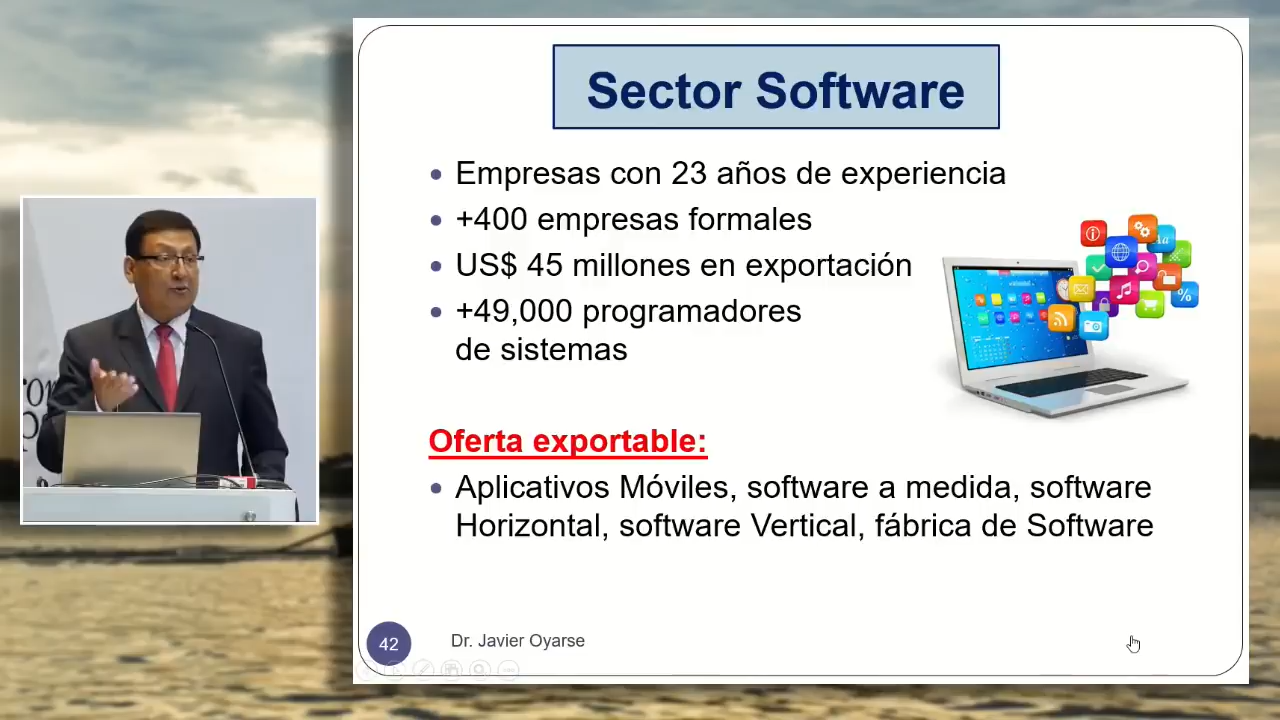 Sector Software
Empresas con 23 años de experiencia
+400 empresas formales
US$ 45 millones en exportación
+49,000 programadores
de sistemas
Oferta exportable:
Aplicativos Móviles, software a medida, software
Horizontal, software Vertical, fábrica de Software
42
Dr. Javier Oyarse